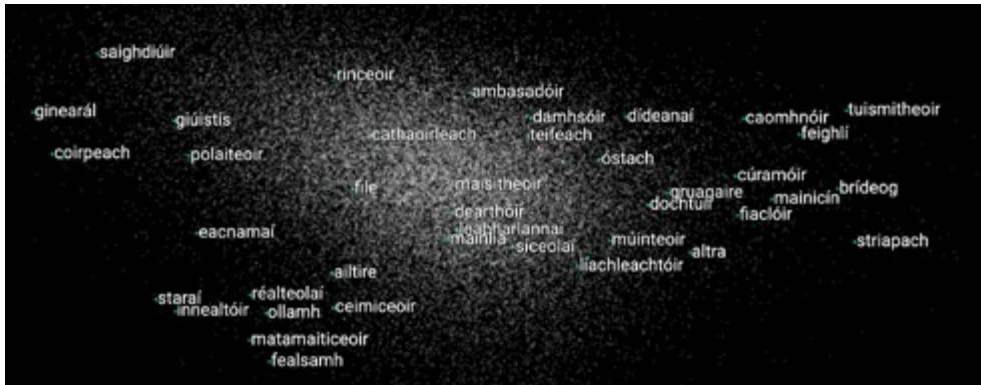 saighdiúir
rinceoir
ambasadóir
ginearál
giúistís
damhsóir
dídeanaí
caomhnóir
tuismitheoir
cathaoirleach
teifeach
feighlí
coirpeach
polaiteoir
óstach
cúramóir
file
maisitheoir
gruagaire
mainicín
brídeog
dochtúir
dearthóir
fiaclóir
eacnamaí
leabharlannaí
máinlia
síceolaí
múinteoir
altra
striapach
líachleachtóir
ailtire
staraí
réalteolaí
innealtóir
ollamh
ceimiceoir
matamaiticeoir
fealsamh